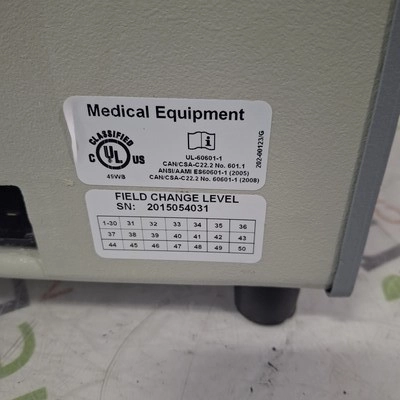 Medical Equipment
CLASSIFIED
C UL US
45WB
UL-60601-1
CAN/CSA-C22.2 No. 601.1
ANSI/AAMI ES60601-1 (2005)
CAN/CSA-C22.2 No. 60601-1 (2008)
202-00123/G
FIELD CHANGE LEVEL
SN: 2015054031
1-30 31 32 33 34 35 36
37 38 39 40 41 42 43
44 45 46 47 48 49 50